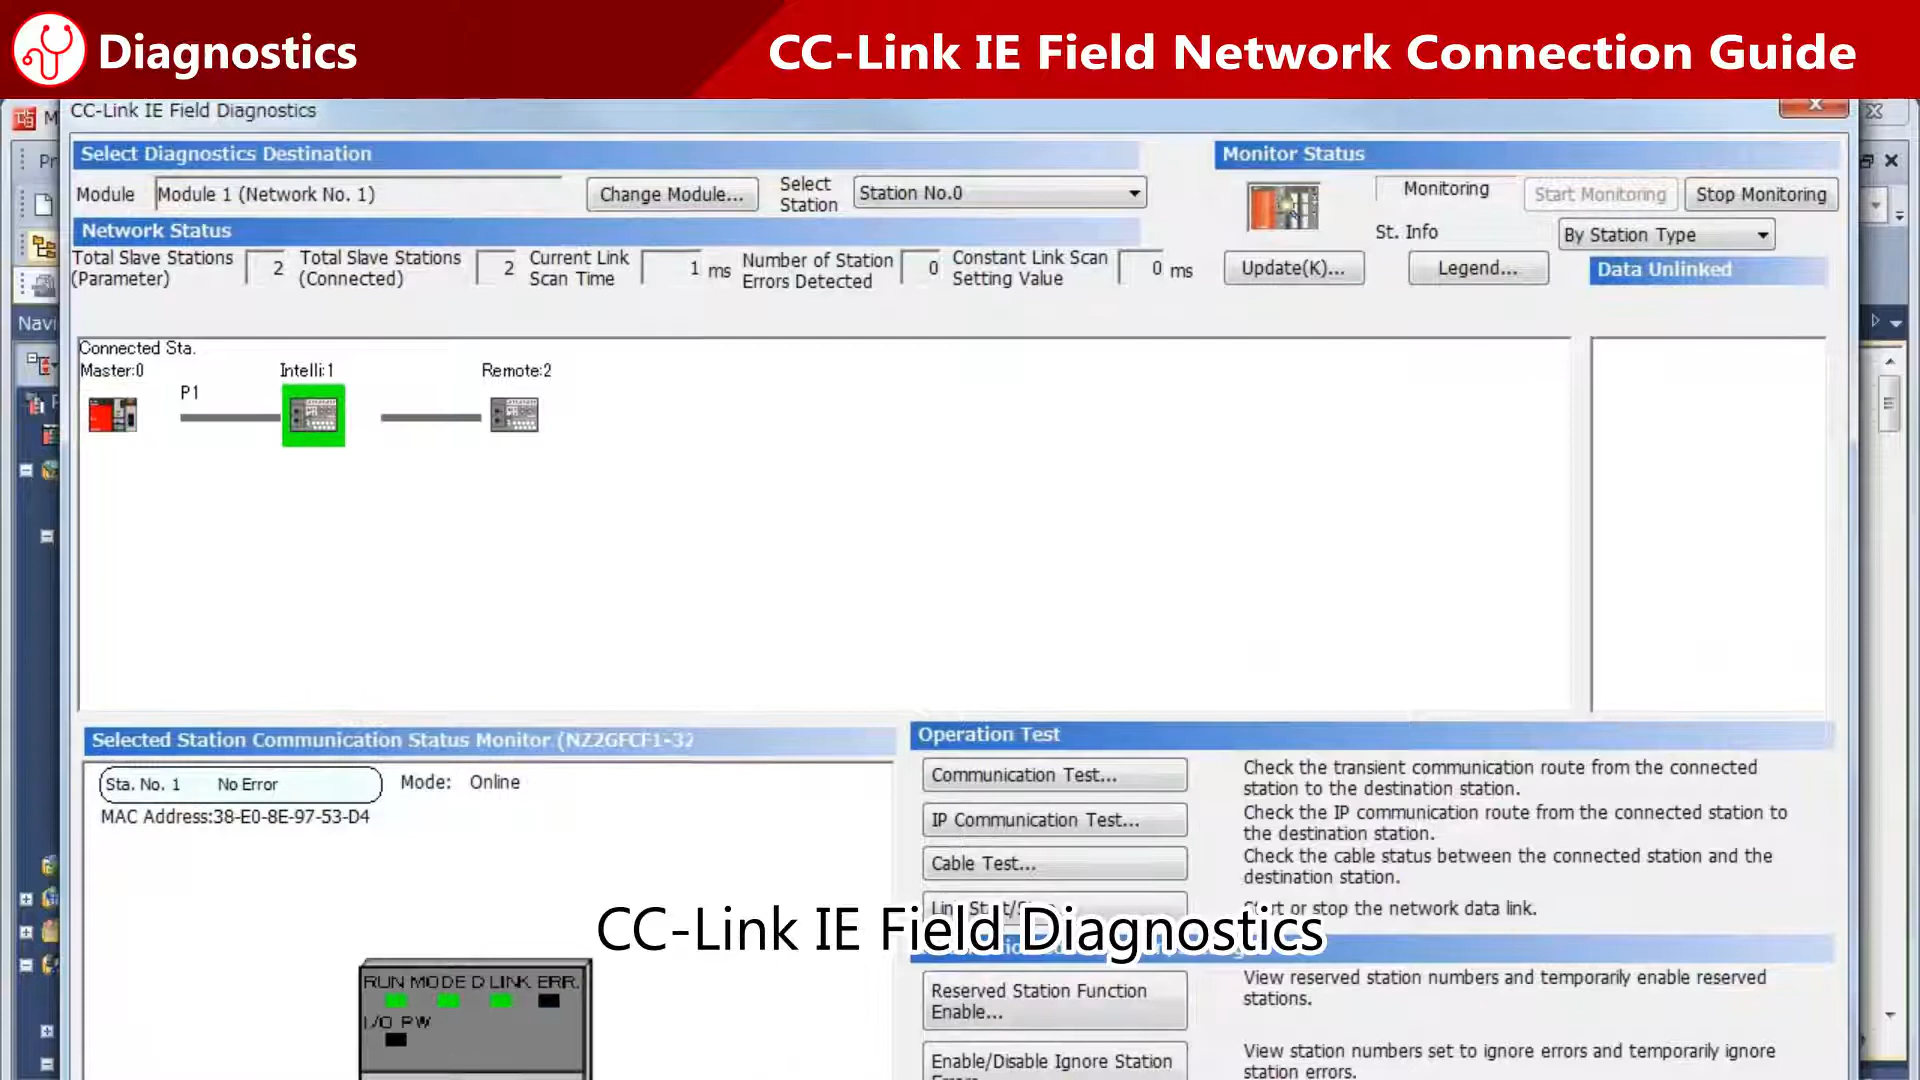 Diagnostics
CC-Link IE Field Network Connection Guide
CC-Link IE Field Diagnostics
Select Diagnostics Destination
Monitor Status
Module
Module 1 (Network No. 1)
Change Module...
Select
Station
Station No.0
Monitoring
Start Monitoring
Stop Monitoring
Network Status
St. Info
By Station Type
Total Slave Stations
(Parameter)
2
Total Slave Stations
(Connected)
2
Current Link
Scan Time
1 ms
Number of Station
Errors Detected
0
Constant Link Scan
Setting Value
0 ms
Update(K)...
Legend...
Data Unlinked
Navi
Connected Sta.
Master:0
P1
Intelli:1
Remote:2
Selected Station Communication Status Monitor (NZ2GFCF1-32
Sta. No. 1 No Error
Mode: Online
MAC Address:38-E0-8E-97-53-D4
RUN MODE D LINK ERR.
I/O PW
Operation Test
Communication Test...
Check the transient communication route from the connected
station to the destination station.
IP Communication Test...
Check the IP communication route from the connected station to
the destination station.
Cable Test...
Check the cable status between the connected station and the
destination station.
Start or stop the network data link.
CC-Link IE Field Diagnostics
Reserved Station Function
Enable...
View reserved station numbers and temporarily enable reserved
stations.
Enable/Disable Ignore Station
View station numbers set to ignore errors and temporarily ignore
station errors.